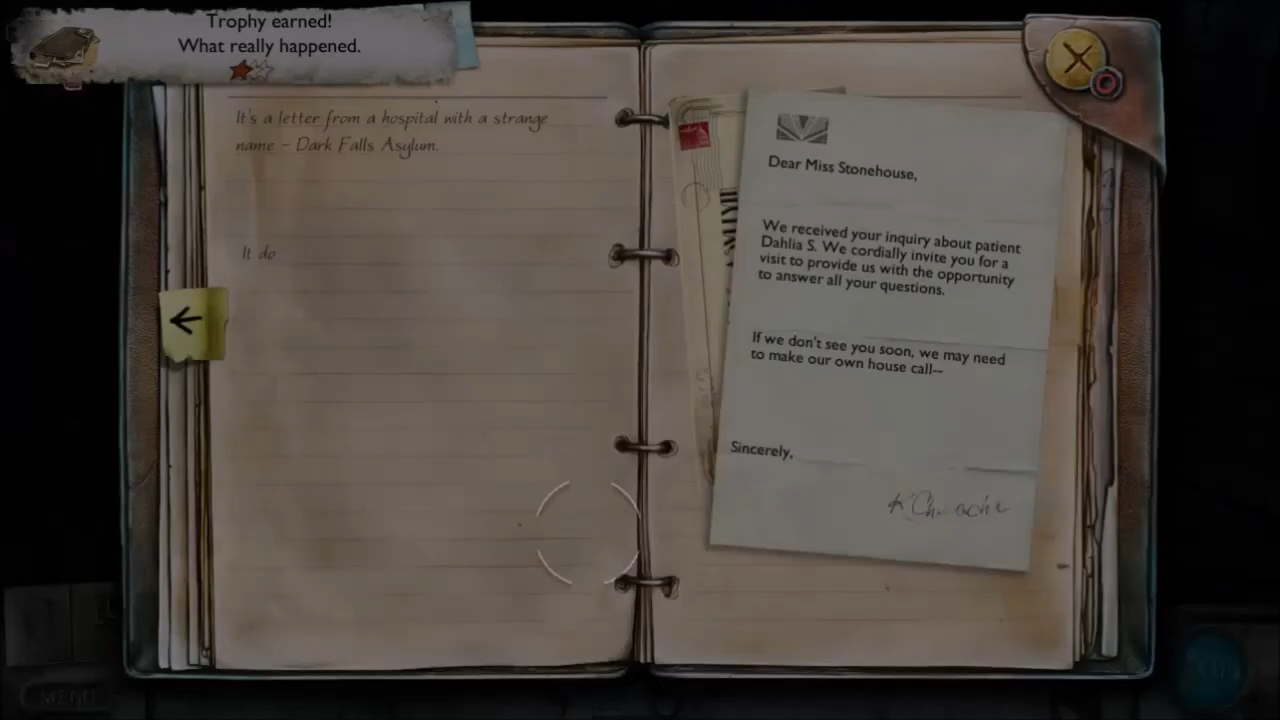 Trophy earned!
What really happened.
It's a letter from a hospital with a strange
name - Dark Falls Asylum.
It do
Dear Miss Stonehouse,
We received your inquiry about patient
Dahlia S. We cordially invite you for a
visit to provide us with the opportunity
to answer all your questions.
If we don't see you soon, we may need
to make our own house call--
Sincerely,
MENU